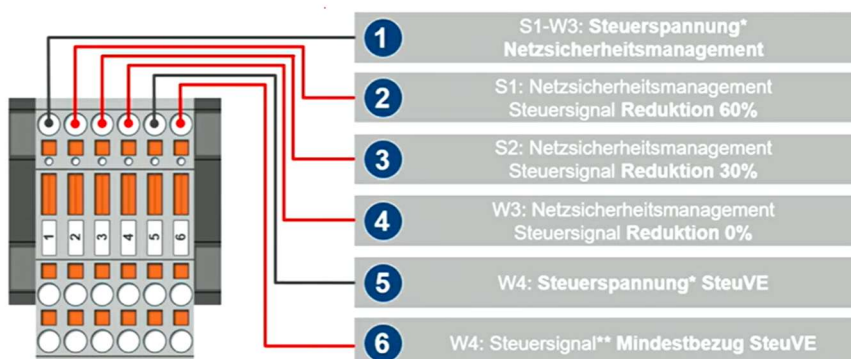 1
S1-W3: Steuerspannung*
Netzsicherheitsmanagement
2
S1: Netzsicherheitsmanagement
Steuersignal Reduktion 60%
3
S2: Netzsicherheitsmanagement
Steuersignal Reduktion 30%
4
W3: Netzsicherheitsmanagement
Steuersignal Reduktion 0%
5
W4: Steuerspannung* SteuVE
6
W4: Steuersignal** Mindestbezug SteuVE
1 2 3 4 5 6